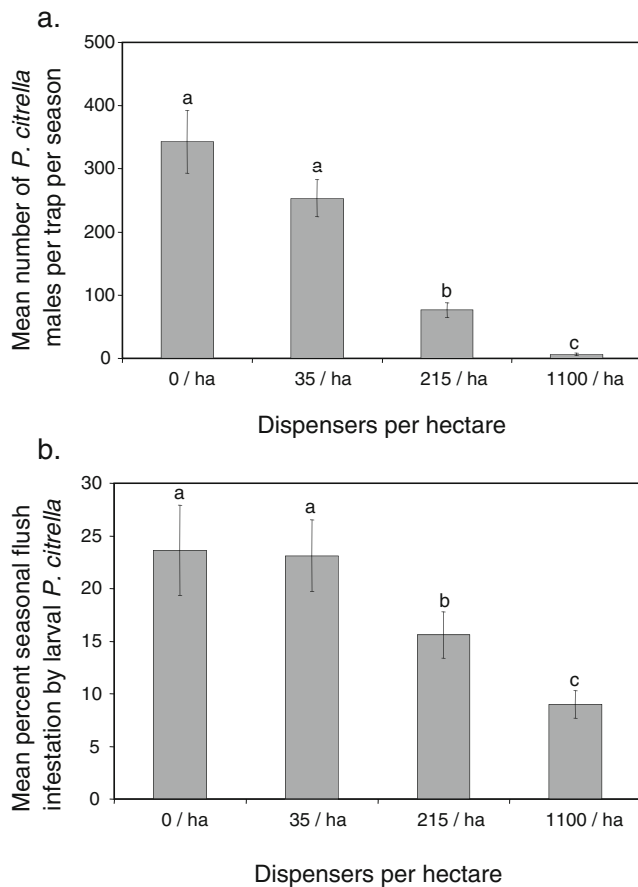 a.
Mean number of P. citrella
males per trap per season
500
400
300
200
100
0
a
a
b
c
0 / ha
35 / ha
215 / ha
1100 / ha
Dispensers per hectare
b.
Mean percent seasonal flush
infestation by larval P. citrella
30
25
20
15
10
5
0
a
a
b
c
0 / ha
35 / ha
215 / ha
1100 / ha
Dispensers per hectare